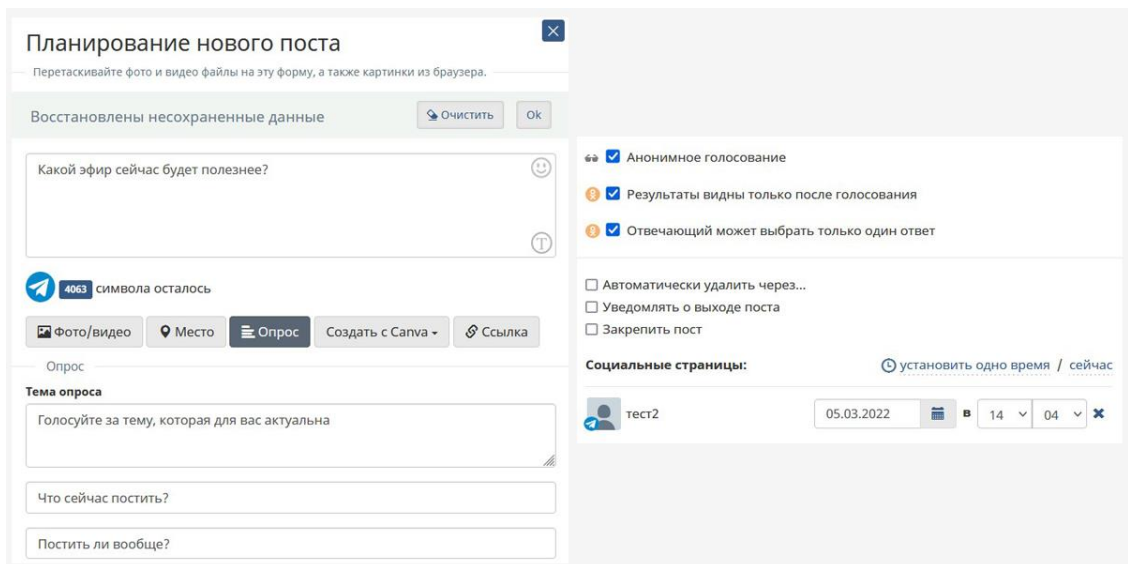 Планирование нового поста
Перетаскивайте фото и видео файлы на эту форму, а также картинки из браузера.
Восстановлены несохраненные данные
Очистить
Ok
Какой эфир сейчас будет полезнее?
4063 символа осталось
Фото/видео
Место
Опрос
Создать с Canva
Ссылка
Опрос
Тема опроса
Голосуйте за тему, которая для вас актуальна
Что сейчас постить?
Постить ли вообще?
Анонимное голосование
Результаты видны только после голосования
Отвечающий может выбрать только один ответ
Автоматически удалить через...
Уведомлять о выходе поста
Закрепить пост
Социальные страницы:
установить одно время / сейчас
тест2
05.03.2022
в
14
04